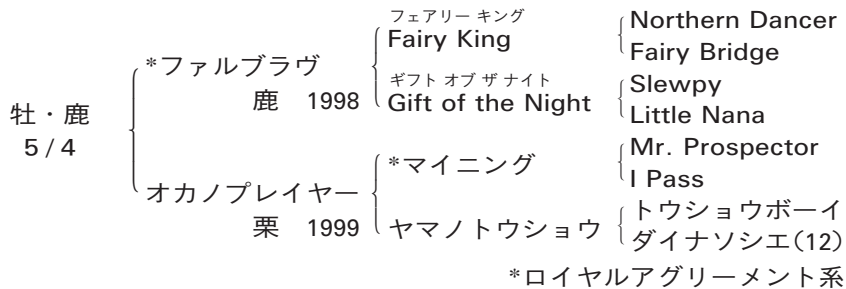 牡・鹿
5/4
*ファルブラヴ
鹿 1998
オカノプレイヤー
栗 1999
フェアリー キング
Fairy King
ギフト オブ ザ ナイト
Gift of the Night
*マイニング
ヤマノトウショウ
Northern Dancer
Fairy Bridge
Slewpy
Little Nana
Mr. Prospector
I Pass
トウショウボーイ
ダイナソシエ(12)
*ロイヤルアグリーメント系